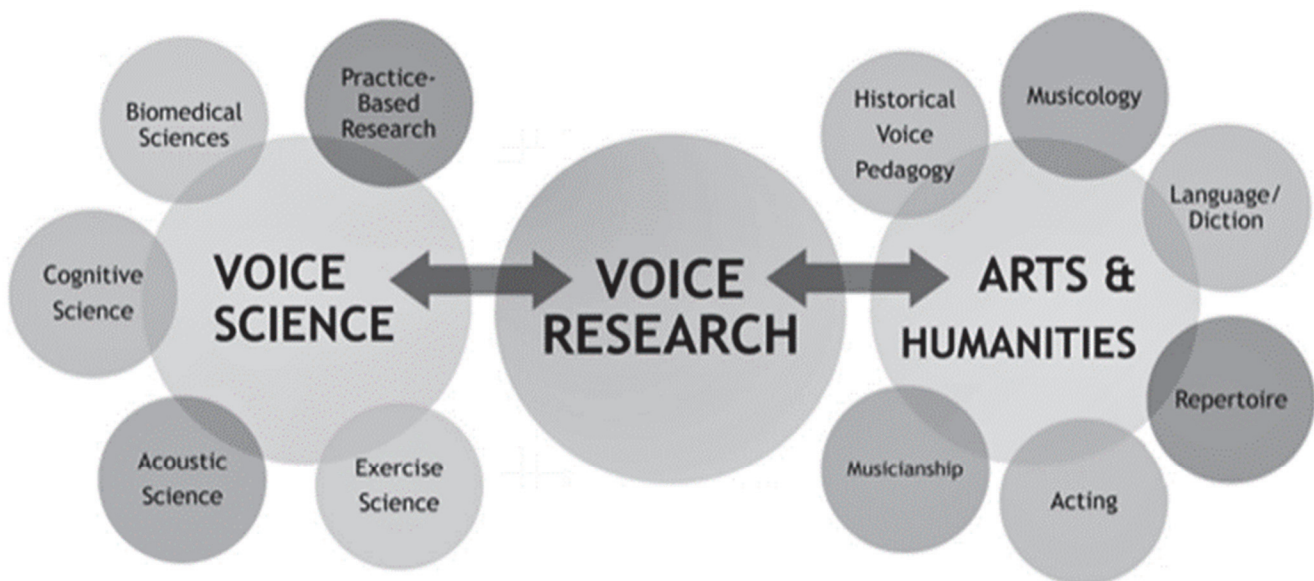 Biomedical
Sciences
Practice-
Based
Research
Cognitive
Science
VOICE
SCIENCE
Acoustic
Science
Exercise
Science
VOICE
RESEARCH
Historical
Voice
Pedagogy
Musicology
Language/
Diction
ARTS &
HUMANITIES
Repertoire
Musicianship
Acting